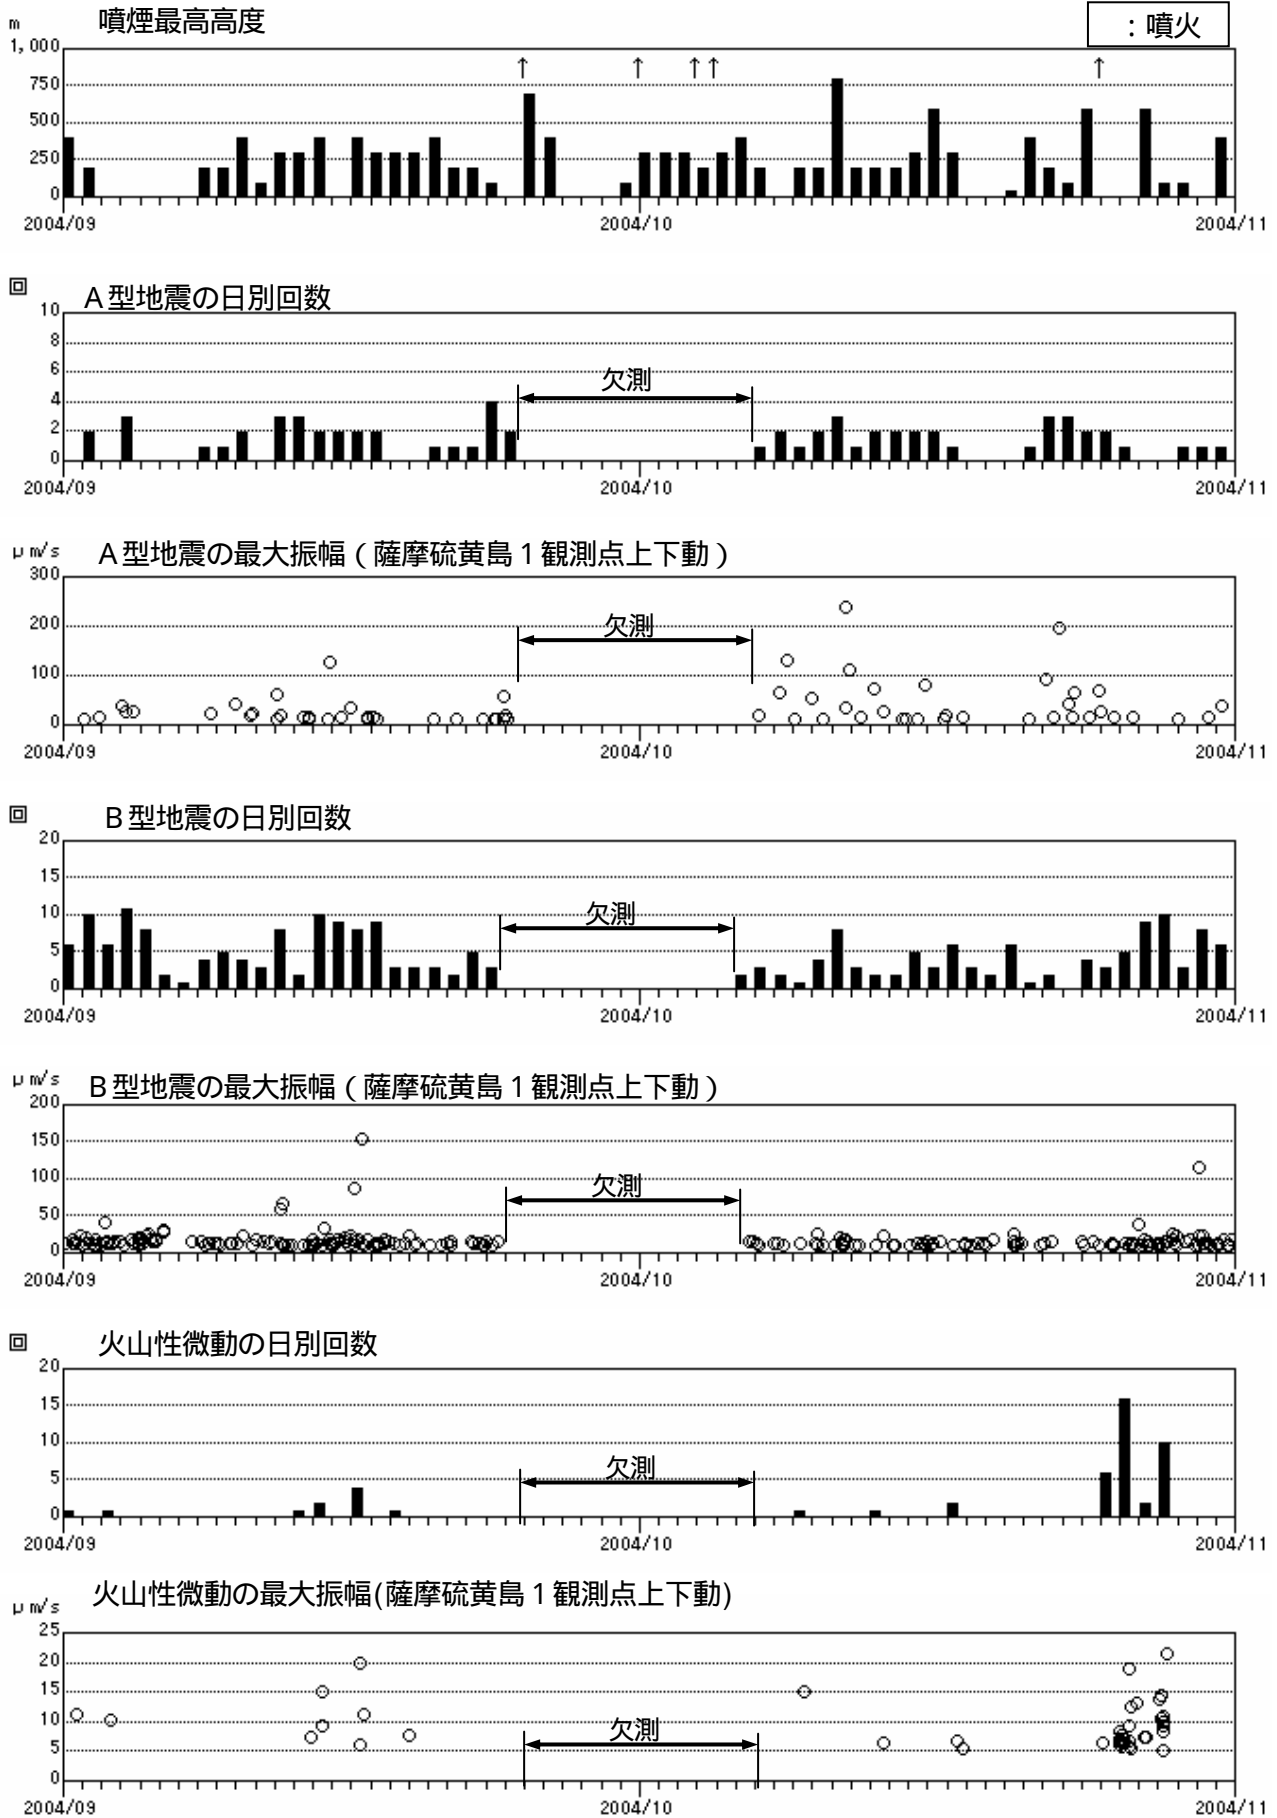 m
噴煙最高高度
：噴火
1,000
↑ ↑ ↑ ↑ ↑
750
500
250
0
2004/09 2004/10 2004/11
回
A型地震の日別回数
10
8
6
欠測
4
2
0
2004/09 2004/10 2004/11
μm/s
A型地震の最大振幅（薩摩硫黄島1観測点上下動）
300
200
欠測
100
0
2004/09 2004/10 2004/11
回
B型地震の日別回数
20
15
10
欠測
5
0
2004/09 2004/10 2004/11
μm/s
B型地震の最大振幅（薩摩硫黄島1観測点上下動）
200
150
100
欠測
50
0
2004/09 2004/10 2004/11
回
火山性微動の日別回数
20
15
10
欠測
5
0
2004/09 2004/10 2004/11
μm/s
火山性微動の最大振幅(薩摩硫黄島1観測点上下動)
25
20
15
10
欠測
5
0
2004/09 2004/10 2004/11